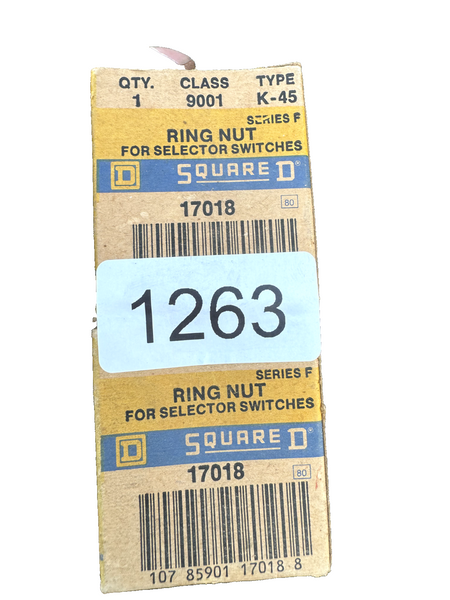 QTY. CLASS TYPE
1 9001 K-45
SERIES F
RING NUT
FOR SELECTOR SWITCHES
D SQUARE D®
17018 80
1263
SERIES F
RING NUT
FOR SELECTOR SWITCHES
D SQUARE D®
17018 80
107 85901 17018 8